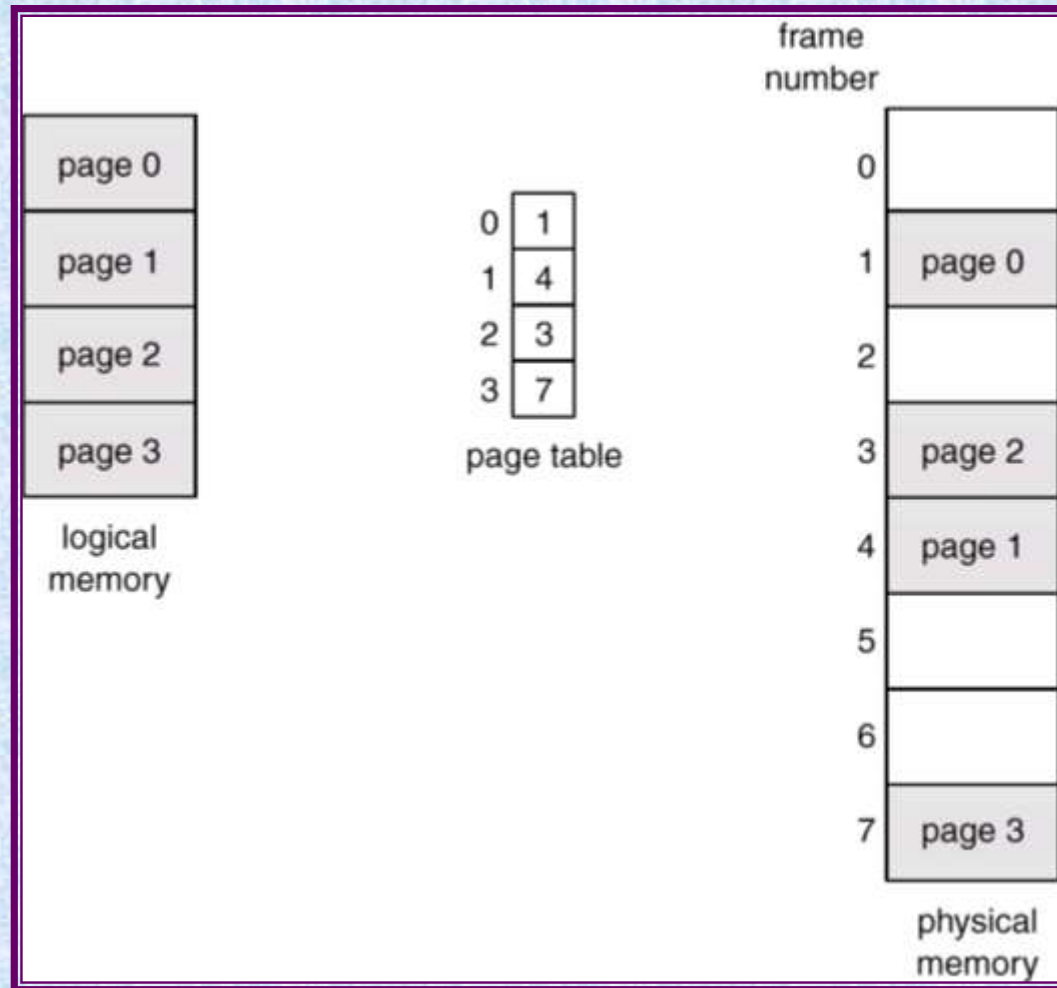 frame
number
page 0
page 1
page 2
page 3
logical
memory
0 1
1 4
2 3
3 7
page table
0
1 page 0
2
3 page 2
4 page 1
5
6
7 page 3
physical
memory